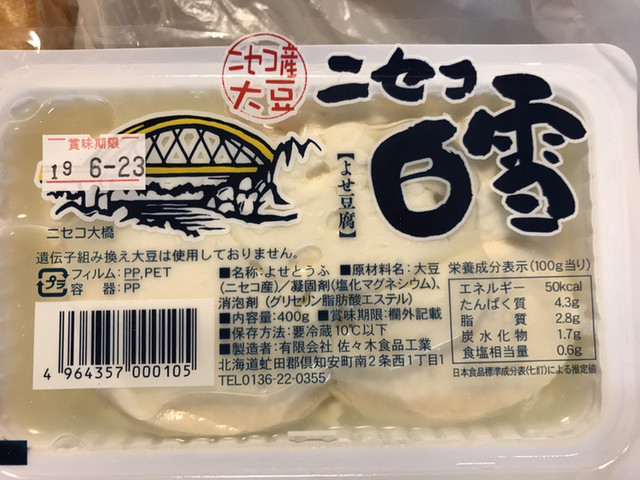 ニセコ産
大豆
ニセコ
白雪
【よせ豆腐】
賞味期限
19 6-23
ニセコ大橋
遺伝子組み換え大豆は使用しておりません。
プラ
フィルム：PP,PET
容器：PP
■名称：よせとうふ ■原材料名：大豆
(ニセコ産)／凝固剤(塩化マグネシウム)、
消泡剤(グリセリン脂肪酸エステル)
■内容量：400g ■賞味期限：欄外記載
■保存方法：要冷蔵10℃以下
■製造者：有限会社 佐々木食品工業
北海道虻田郡倶知安町南2条西1丁目1
TEL0136-22-0355
栄養成分表示(100g当り)
エネルギー 50kcal
たんぱく質 4.3g
脂質 2.8g
炭水化物 1.7g
食塩相当量 0.6g
日本食品標準成分表(七訂)による推定値
4 964357 000105